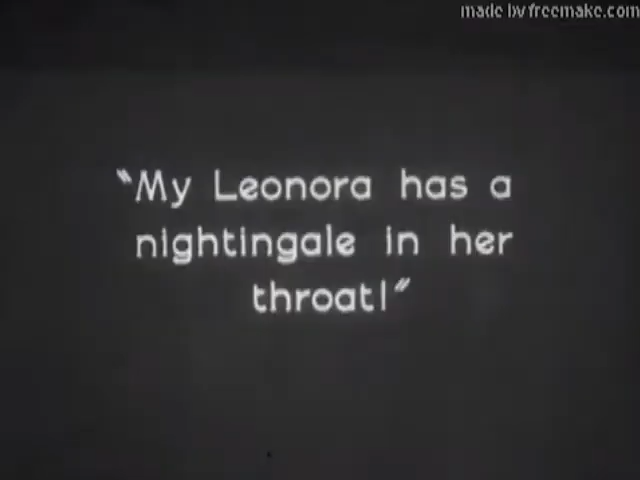 made by freemake.com
"My Leonora has a
nightingale in her
throat!"